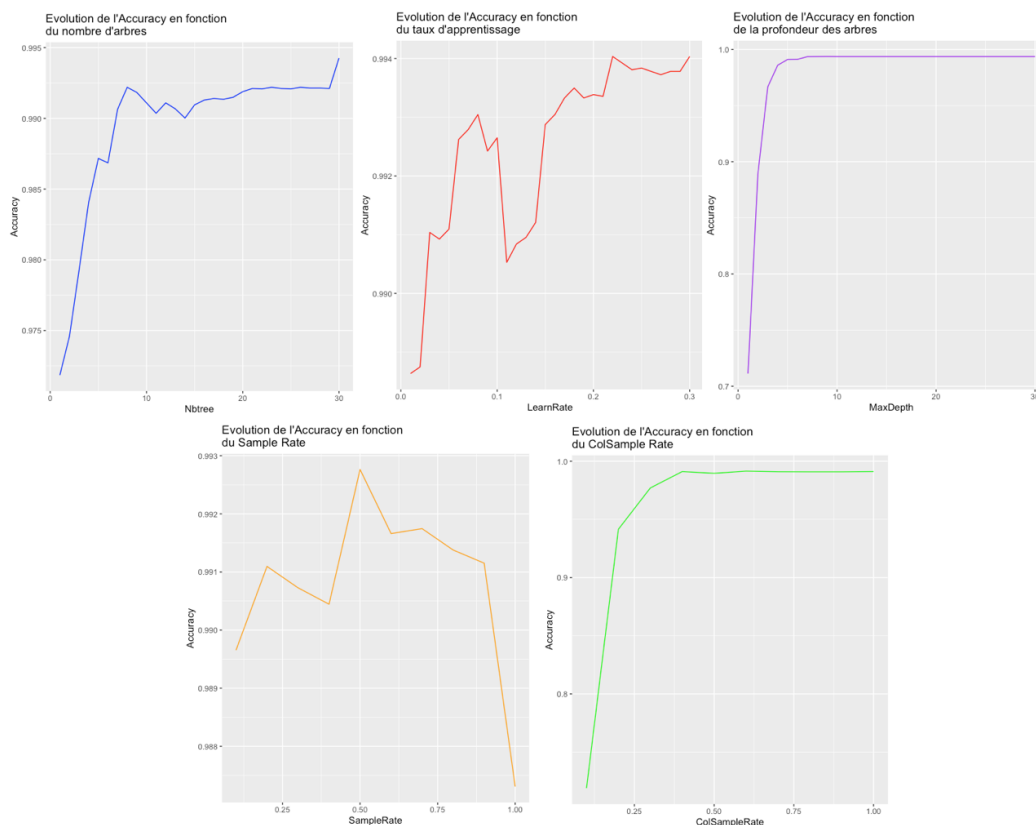 Evolution de l'Accuracy en fonction
du nombre d'arbres
0.995
0.990
0.985
0.980
0.975
Accuracy
0
10
20
30
Nbtree
Evolution de l'Accuracy en fonction
du taux d'apprentissage
0.994
0.992
0.990
Accuracy
0.0
0.1
0.2
0.3
LearnRate
Evolution de l'Accuracy en fonction
de la profondeur des arbres
1.0
0.9
0.8
0.7
Accuracy
0
10
20
30
MaxDepth
Evolution de l'Accuracy en fonction
du Sample Rate
0.993
0.992
0.991
0.990
0.989
0.988
Accuracy
0.25
0.50
0.75
1.00
SampleRate
Evolution de l'Accuracy en fonction
du ColSample Rate
1.0
0.9
0.8
Accuracy
0.25
0.50
0.75
1.00
ColSampleRate